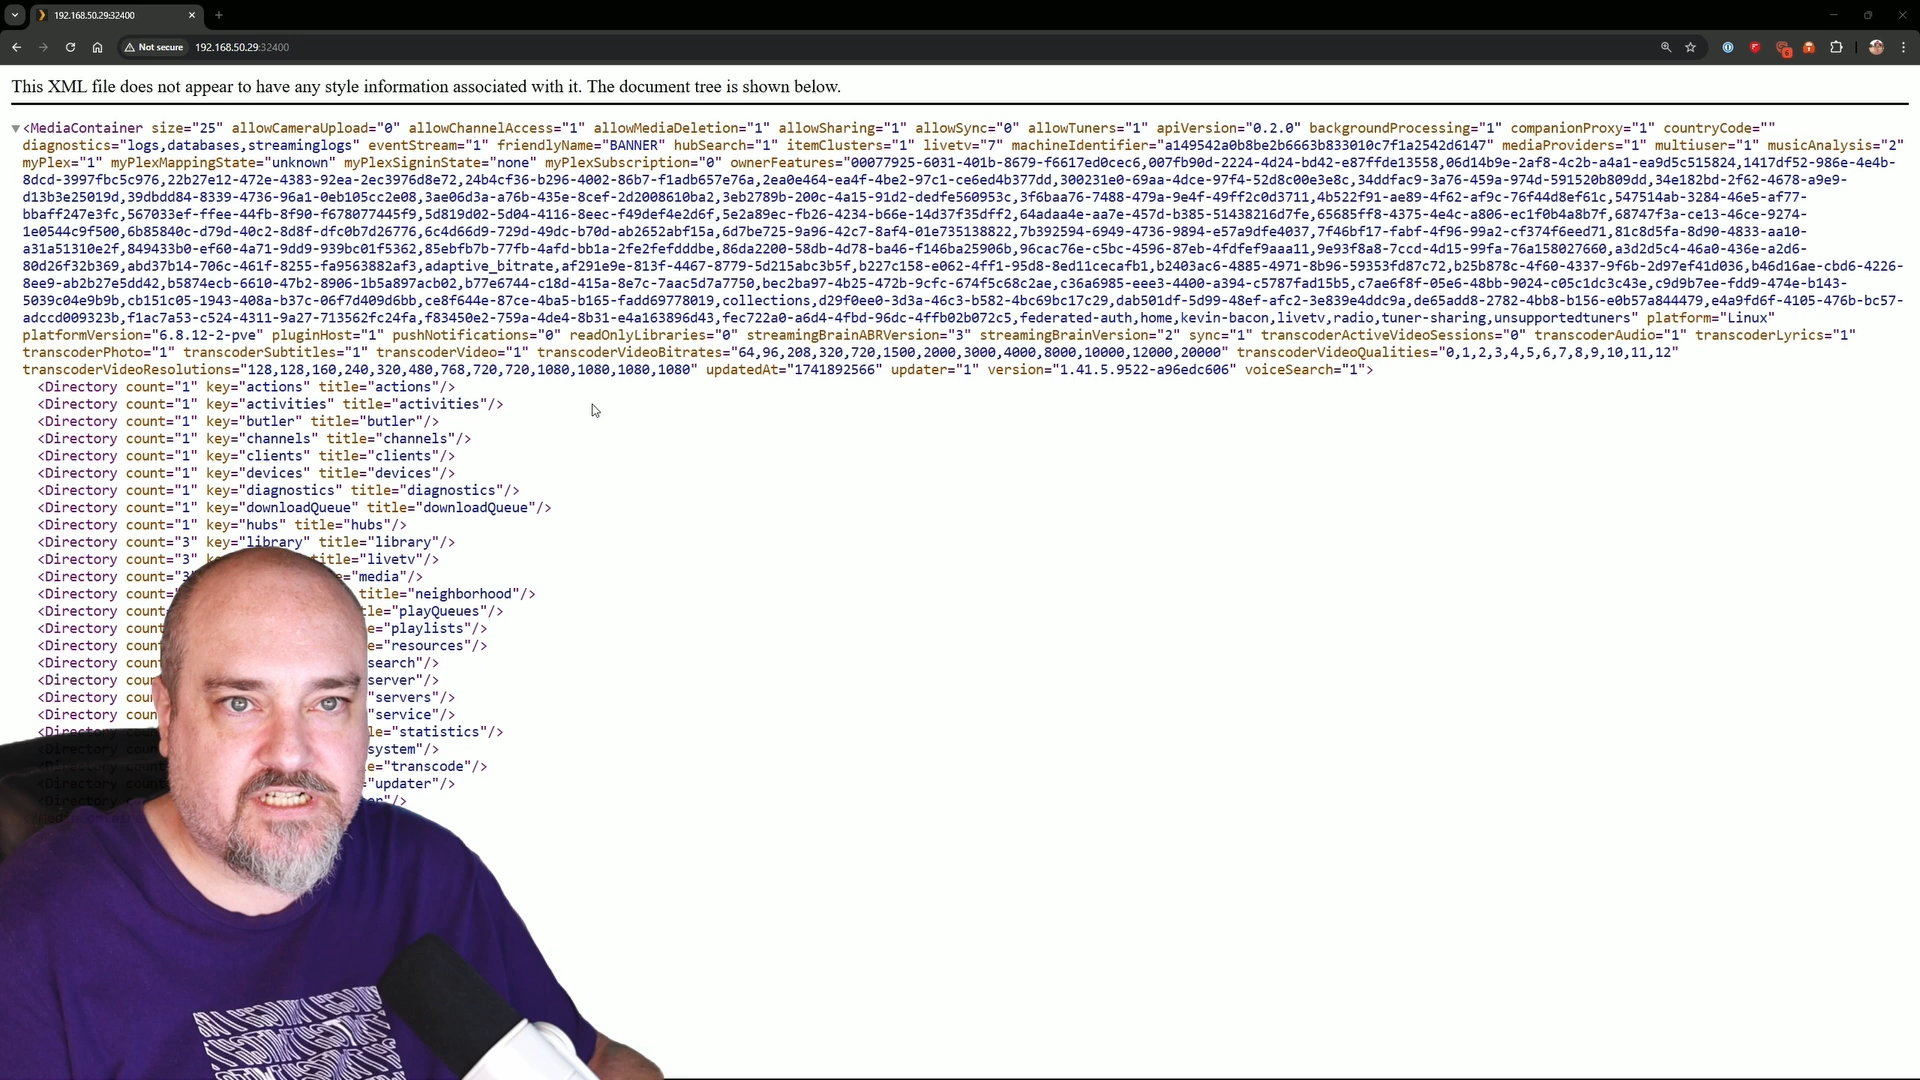 192.168.50.29:32400
Not secure
192.168.50.29:32400
This XML file does not appear to have any style information associated with it. The document tree is shown below.
<MediaContainer size="25" allowCameraUpload="0" allowChannelAccess="1" allowMediaDeletion="1" allowSharing="1" allowSync="0" allowTuners="1" apiVersion="0.2.0" backgroundProcessing="1" companionProxy="1" countryCode=""
diagnostics="logs,databases,streaminglogs" eventStream="1" friendlyName="BANNER" hubSearch="1" itemClusters="1" livetv="7" machineIdentifier="a149542a0b8be2b6663b833010c7f1a2542d6147" mediaProviders="1" multiuser="1" musicAnalysis="2"
myPlex="1" myPlexMappingState="unknown" myPlexSigninState="none" myPlexSubscription="0" ownerFeatures="00077925-6031-401b-8679-f6617ed0cec6,007fb90d-2224-4d24-bd42-e87ffde13558,06d14b9e-2af8-4c2b-a4a1-ea9d5c515824,1417df52-986e-4e4b-
8dcd-3997fbc5c976,22b27e12-472e-4383-92ea-2ec3976d8e72,24b4cf36-b296-4002-86b7-f1adb657e76a,2ea0e464-ea4f-4be2-97c1-ce6ed4b377dd,300231e0-69aa-4dce-97f4-52d8c00e3e8c,34ddfac9-3a76-459a-974d-591520b809dd,34e182bd-2f62-4678-a9e9-
d13b3e25019d,39dbdd84-8339-4736-96a1-0eb105cc2e08,3ae06d3a-a76b-435e-8cef-2d2008610ba2,3eb2789b-200c-4a15-91d2-dedfe560953c,3f6baa76-7488-479a-9e4f-49ff2c0d3711,4b522f91-ae89-4f62-af9c-76f44d8ef61c,547514ab-3284-46e5-af77-
bbaff247e3fc,567033ef-ffee-44fb-8f90-f678077445f9,5d819d02-5d04-4116-8eec-f49def4e2d6f,5e2a89ec-fb26-4234-b66e-14d37f35dff2,64adaa4e-aa7e-457d-b385-51438216d7fe,65685ff8-4375-4e4c-a806-ec1f0b4a8b7f,68747f3a-ce13-46ce-9274-
1e0544c9f500,6b85840c-d79d-40c2-8d8f-dfc0b7d26776,6c4d66d9-729d-49dc-b70d-ab2652abf15a,6d7be725-9a96-42c7-8af4-01e735138822,7b392594-6949-4736-9894-e57a9dfe4037,7f46bf17-fabf-4f96-99a2-cf374f6eed71,81c8d5fa-8d90-4833-aa10-
a31a51310e2f,849433b0-ef60-4a71-9dd9-939bc01f5362,85ebfb7b-77fb-4afd-bb1a-2fe2fefdddbe,86da2200-58db-4d78-ba46-f146ba25906b,96cac76e-c5bc-4596-87eb-4fdfef9aaa11,9e93f8a8-7ccd-4d15-99fa-76a158027660,a3d2d5c4-46a0-436e-a2d6-
80d26f32b369,abd37b14-706c-461f-8255-fa9563882af3,adaptive_bitrate,af291e9e-813f-4467-8779-5d215abc3b5f,b227c158-e062-4ff1-95d8-8ed11cecafb1,b2403ac6-4885-4971-8b96-59353fd87c72,b25b878c-4f60-4337-9f6b-2d97ef41d036,b46d16ae-cbd6-4226-
8ee9-ab2b27e5dd42,b5874ecb-6610-47b2-8906-1b5a897acb02,b77e6744-c18d-415a-8e7c-7aac5d7a7750,bec2ba97-4b25-472b-9cfc-674f5c68c2ae,c36a6985-eee3-4400-a394-c5787fad15b5,c7ae6f8f-05e6-48bb-9024-c05c1dc3c43e,c9d9b7ee-fdd9-474e-b143-
5039c04e9b9b,cb151c05-1943-408a-b37c-06f7d409d6bb,ce8f644e-87ce-4ba5-b165-fadd69778019,collections,d29f0ee0-3d3a-46c3-b582-4bc69bc17c29,dab501df-5d99-48ef-afc2-3e839e4ddc9a,de65add8-2782-4bb8-b156-e0b57a844479,e4a9fd6f-4105-476b-bc57-
adccd009323b,f1ac7a53-c524-4311-9a27-713562fc24fa,f83450e2-759a-4de4-8b31-e4a163896d43,fec722a0-a6d4-4fbd-96dc-4ffb02b072c5,federated-auth,home,kevin-bacon,livetv,radio,tuner-sharing,unsupportedtuners" platform="Linux"
platformVersion="6.8.12-2-pve" pluginHost="1" pushNotifications="0" readOnlyLibraries="0" streamingBrainABRVersion="3" streamingBrainVersion="2" sync="1" transcoderActiveVideoSessions="0" transcoderAudio="1" transcoderLyrics="1"
transcoderPhoto="1" transcoderSubtitles="1" transcoderVideo="1" transcoderVideoBitrates="64,96,208,320,720,1500,2000,3000,4000,8000,10000,12000,20000" transcoderVideoQualities="0,1,2,3,4,5,6,7,8,9,10,11,12"
transcoderVideoResolutions="128,128,160,240,320,480,768,720,720,1080,1080,1080,1080" updatedAt="1741892566" updater="1" version="1.41.5.9522-a96edc606" voiceSearch="1">
<Directory count="1" key="actions" title="actions"/>
<Directory count="1" key="activities" title="activities"/>
<Directory count="1" key="butler" title="butler"/>
<Directory count="1" key="channels" title="channels"/>
<Directory count="1" key="clients" title="clients"/>
<Directory count="1" key="devices" title="devices"/>
<Directory count="1" key="diagnostics" title="diagnostics"/>
<Directory count="1" key="downloadQueue" title="downloadQueue"/>
<Directory count="1" key="hubs" title="hubs"/>
<Directory count="3" key="library" title="library"/>
<Directory count="3" title="livetv"/>
<Directory count="3 ="media"/>
<Directory count=" title="neighborhood"/>
<Directory count= tle="playQueues"/>
<Directory count e="playlists"/>
<Directory count e="resources"/>
<Directory count search"/>
<Directory coun "server"/>
<Directory coun "servers"/>
<Directory coun "service"/>
<Directory coun le="statistics"/>
<Directory coun system"/>
<Directory coun e="transcode"/>
<Directory coun "updater"/>
<Directory coun er"/>